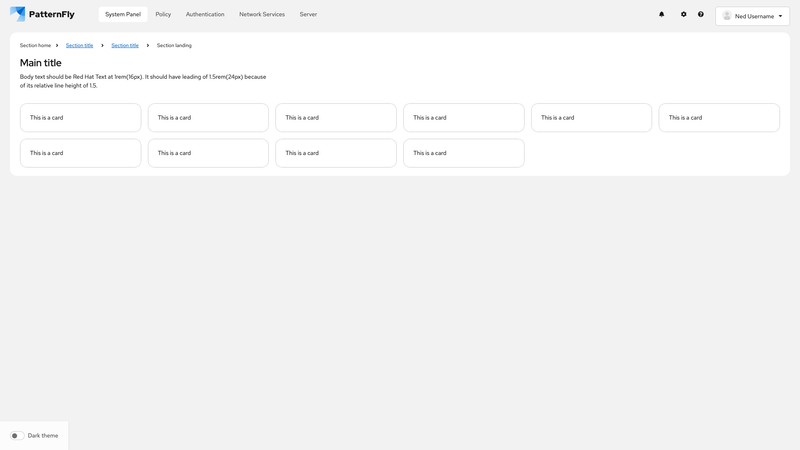 PatternFly
System Panel Policy Authentication Network Services Server
Ned Username
Section home Section title Section title Section landing
Main title
Body text should be Red Hat Text at 1rem(16px). It should have leading of 1.5rem(24px) because
of its relative line height of 1.5.
This is a card This is a card This is a card This is a card This is a card This is a card
This is a card This is a card This is a card This is a card
Dark theme